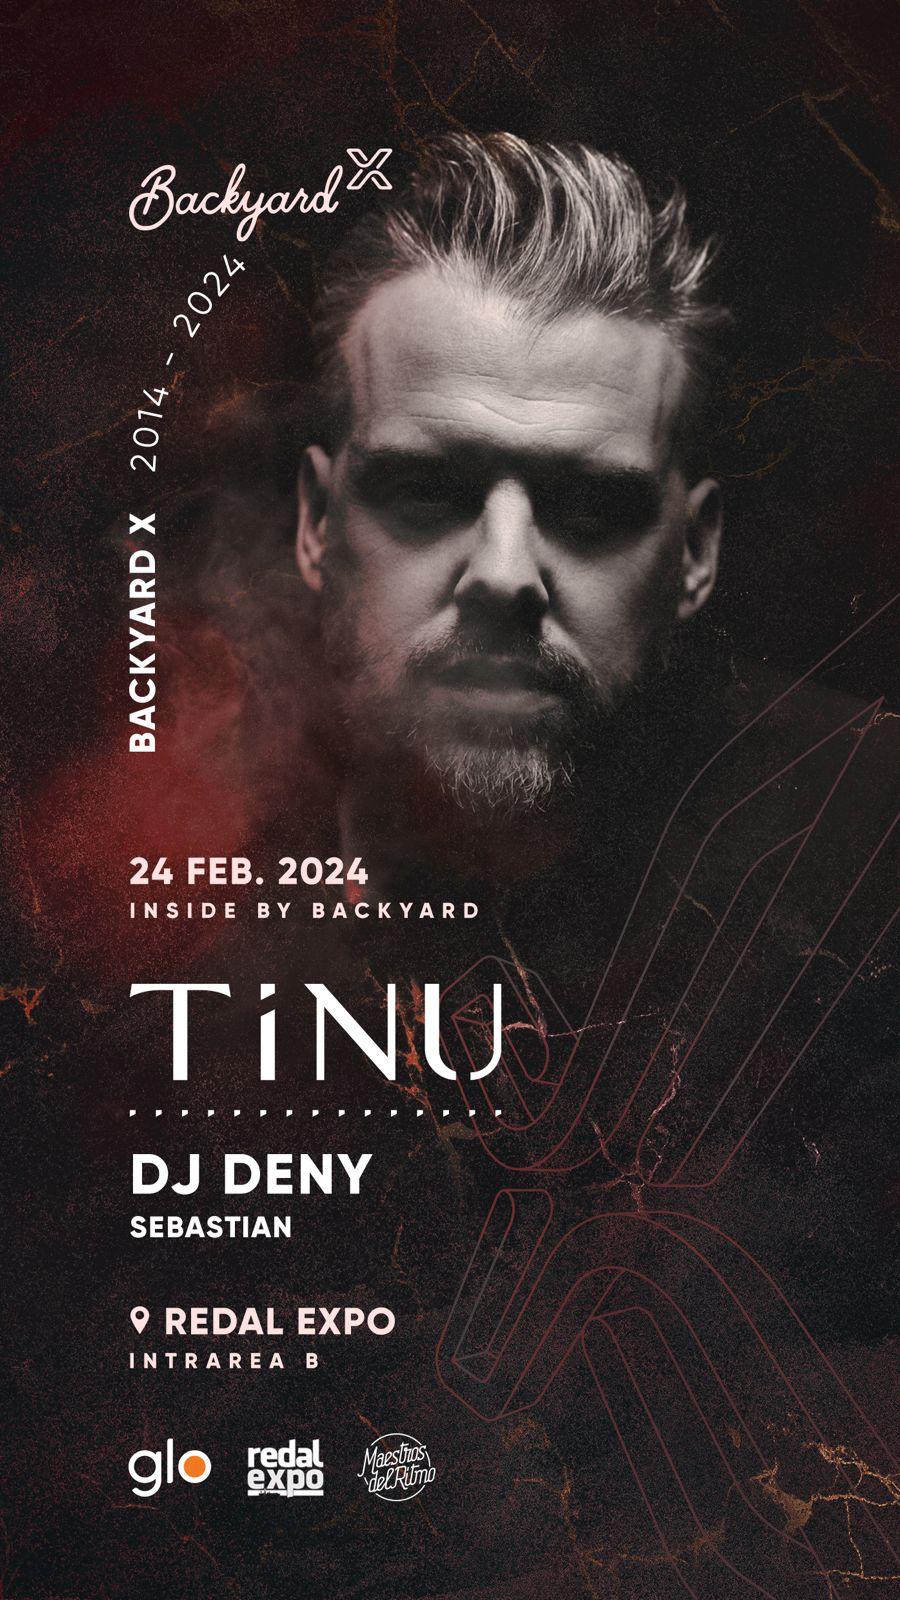 Backyard X
2014 - 2024
BACKYARD X
24 FEB. 2024
INSIDE BY BACKYARD
TiNU
DJ DENY
SEBASTIAN
REDAL EXPO
INTRAREA B
glo
redal
expo
Maestros
del Ritmo